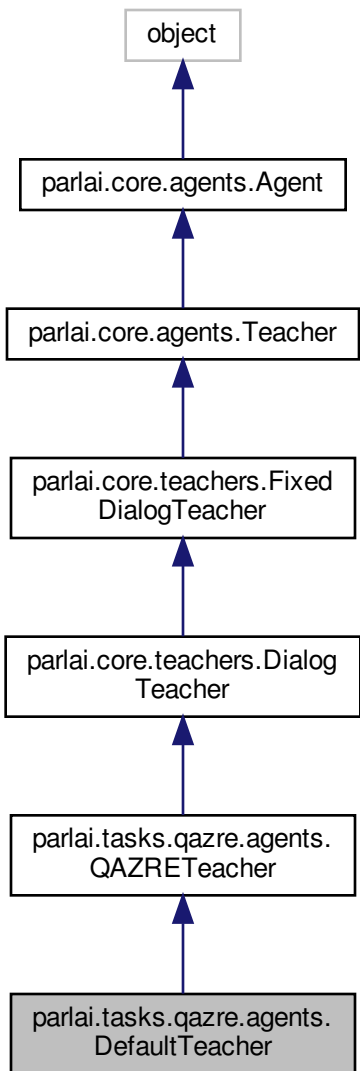 object
parlai.core.agents.Agent
parlai.core.agents.Teacher
parlai.core.teachers.Fixed
DialogTeacher
parlai.core.teachers.Dialog
Teacher
parlai.tasks.qazre.agents.
QAZRETeacher
parlai.tasks.qazre.agents.
DefaultTeacher